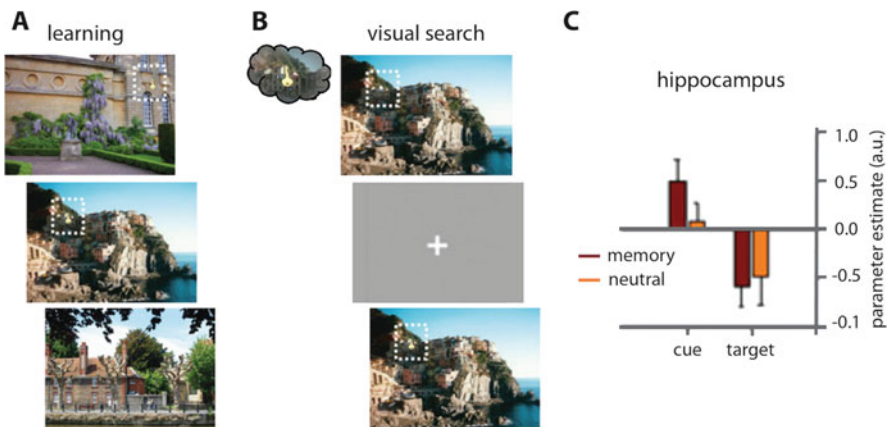 A
learning
B
visual search
C
hippocampus
1.0
0.5
0.0
-0.5
-0.1
parameter estimate (a.u.)
memory
neutral
cue
target